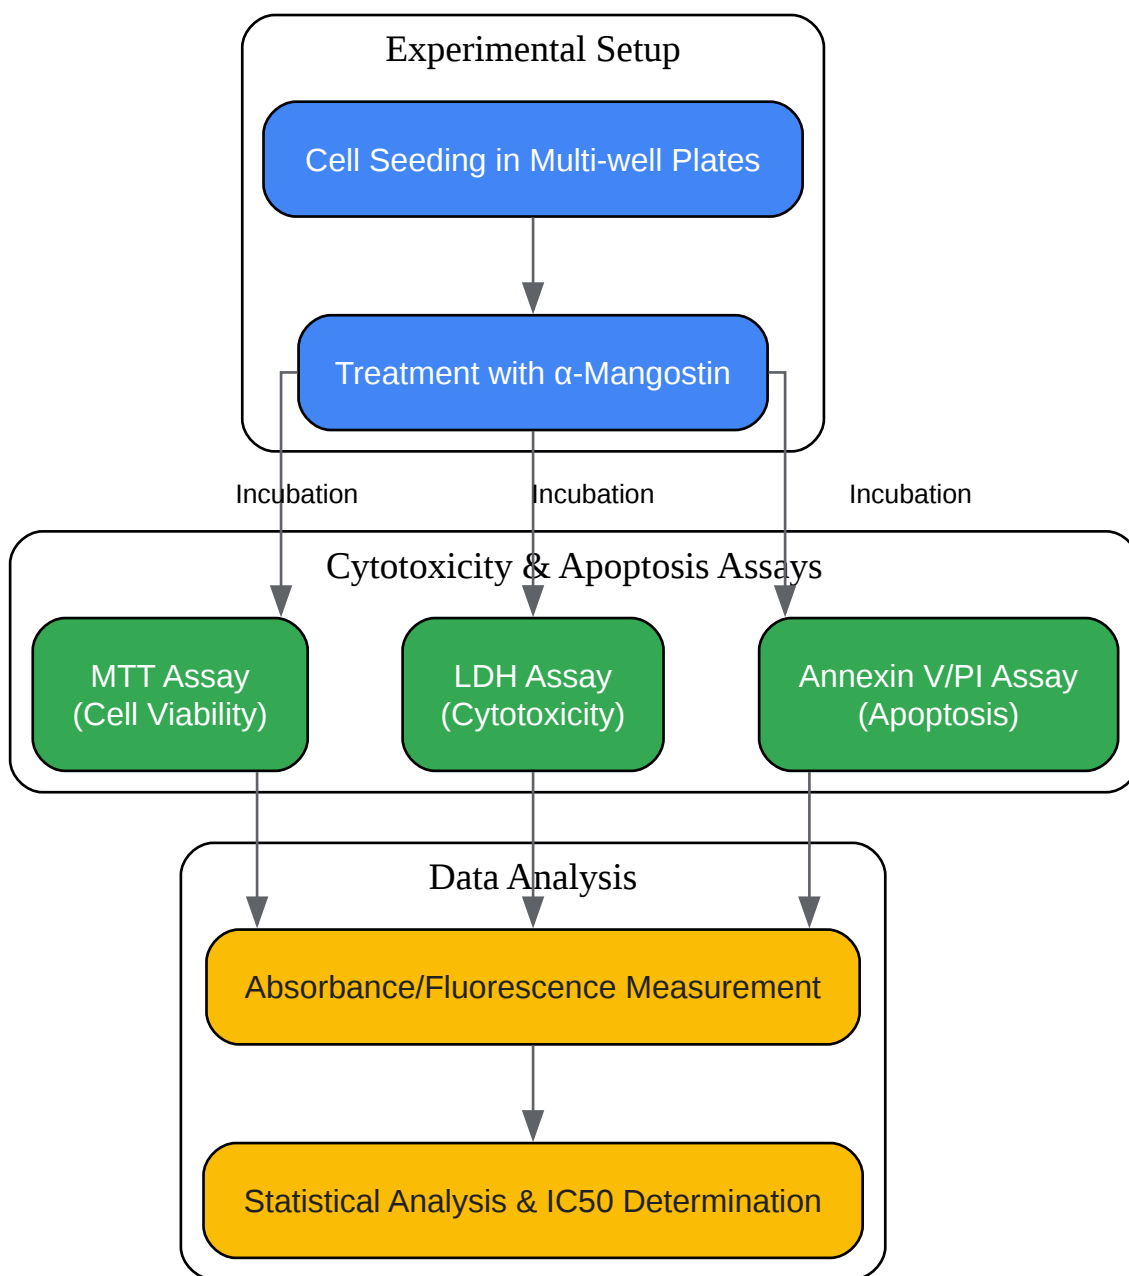 Experimental Setup
Cell Seeding in Multi-well Plates
Treatment with α-Mangostin
Incubation
Incubation
Incubation
Cytotoxicity & Apoptosis Assays
MTT Assay
(Cell Viability)
LDH Assay
(Cytotoxicity)
Annexin V/PI Assay
(Apoptosis)
Data Analysis
Absorbance/Fluorescence Measurement
Statistical Analysis & IC50 Determination